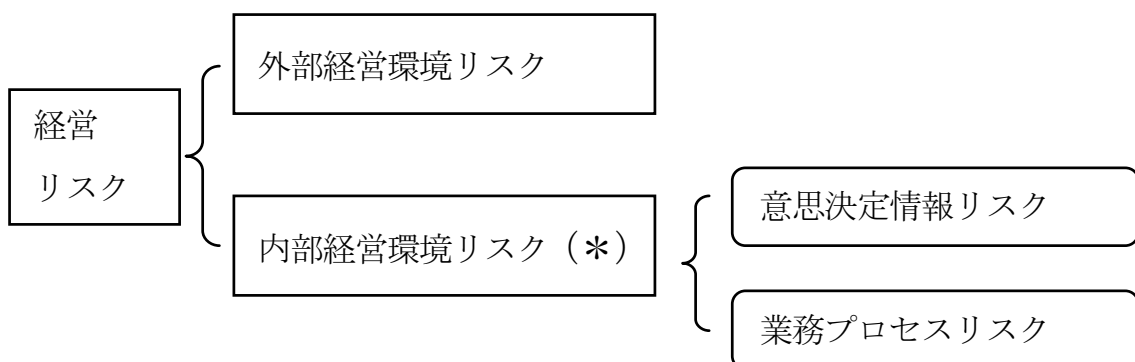 経営
リスク
外部経営環境リスク
内部経営環境リスク（＊）
意思決定情報リスク
業務プロセスリスク